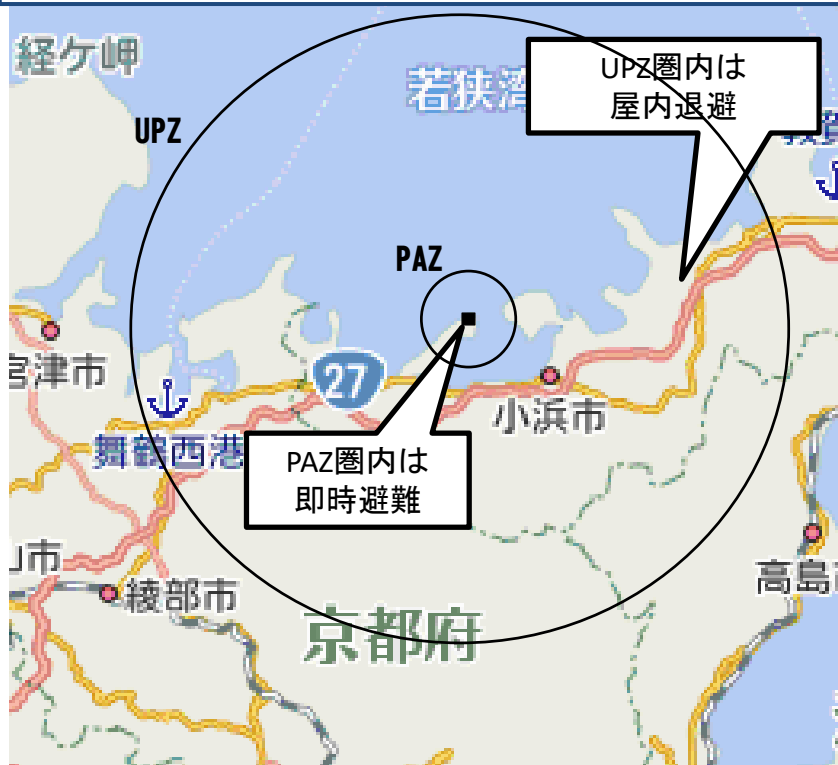 経ケ岬
若狭湾
UPZ圏内は
屋内退避
UPZ
PAZ
宮津市
27
小浜市
舞鶴西港
PAZ圏内は
即時避難
山市
綾部市
高島
京都府